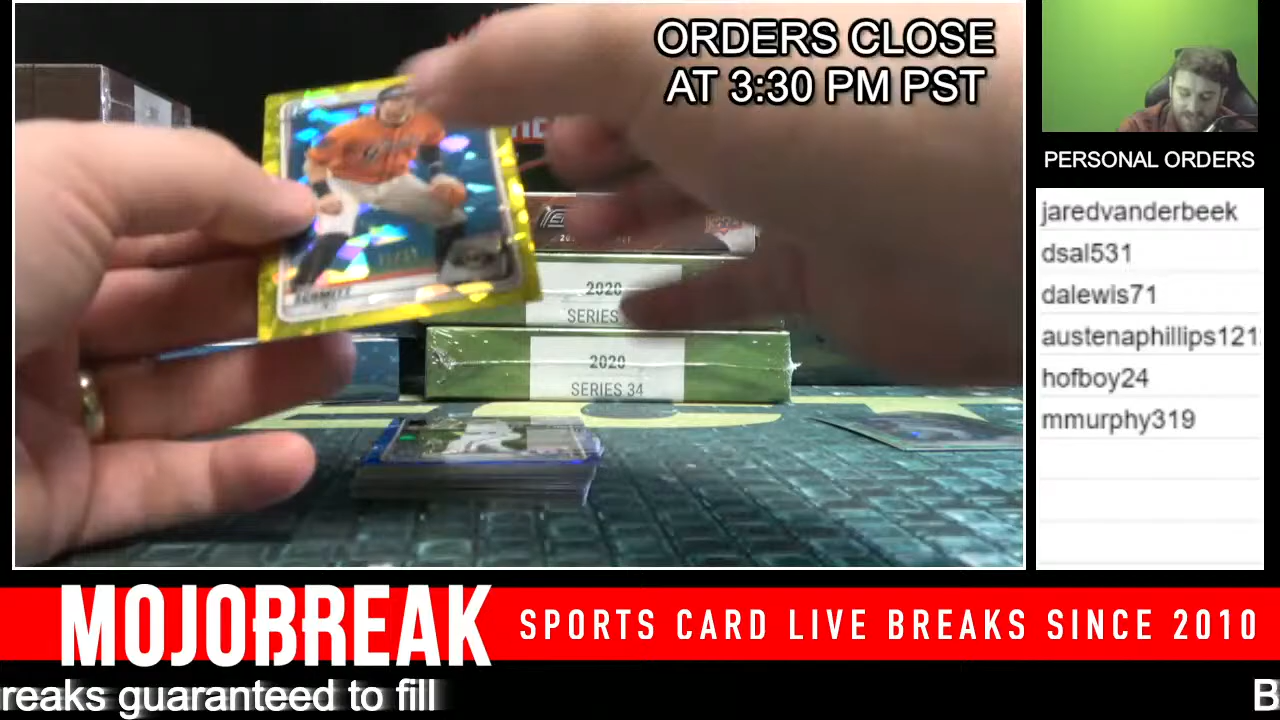 ORDERS CLOSE
AT 3:30 PM PST
PERSONAL ORDERS
jaredvanderbeek
dsal531
dalewis71
austenaphillips121
hofboy24
mmurphy319
2020
SERIES
2020
SERIES 34
MOJOBREAK
SPORTS CARD LIVE BREAKS SINCE 2010
reaks guaranteed to fill
B